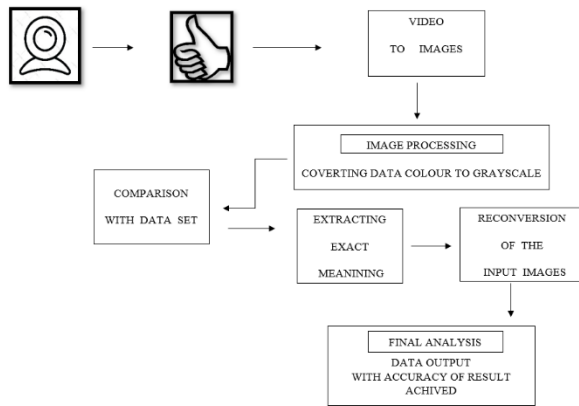 VIDEO
TO IMAGES
IMAGE PROCESSING
COVERTING DATA COLOUR TO GRAYSCALE
COMPARISON
WITH DATA SET
EXTRACTING
EXACT
MEANINING
RECONVERSION
OF THE
INPUT IMAGES
FINAL ANALYSIS
DATA OUTPUT
WITH ACCURACY OF RESULT
ACHIVED